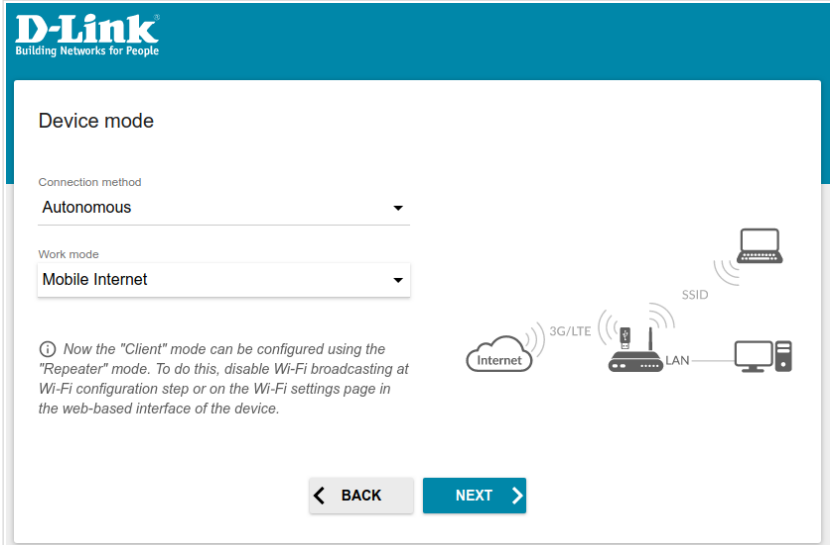 D-Link®
Building Networks for People
Device mode
Connection method
Autonomous
Work mode
Mobile Internet
Now the "Client" mode can be configured using the
"Repeater" mode. To do this, disable Wi-Fi broadcasting at
Wi-Fi configuration step or on the Wi-Fi settings page in
the web-based interface of the device.
SSID
3G/LTE
Internet
LAN
BACK
NEXT